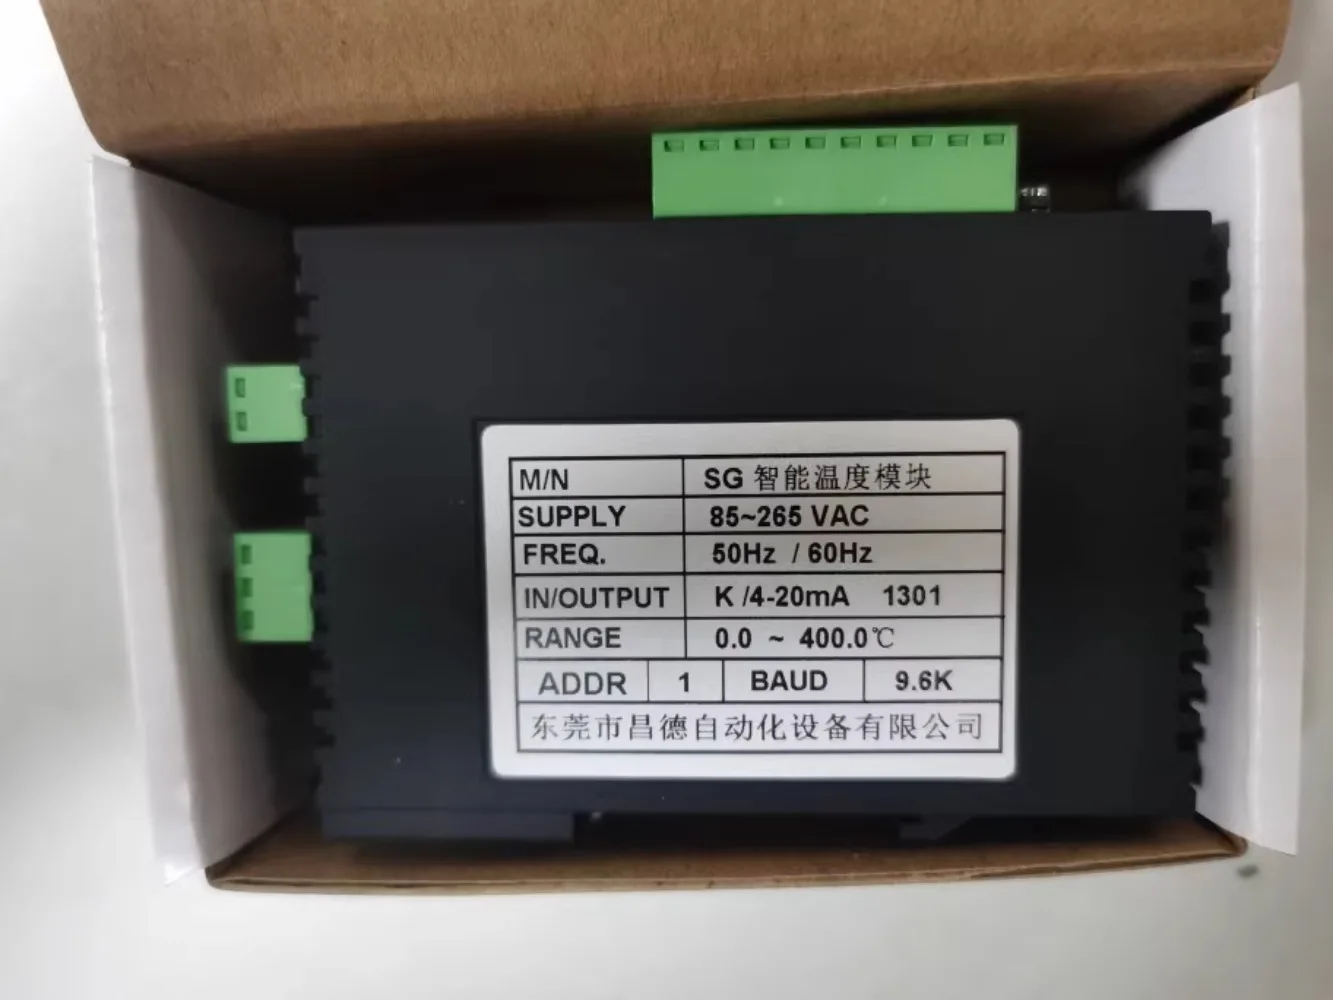 M/N SG 智能温度模块
SUPPLY 85~265 VAC
FREQ. 50Hz / 60Hz
IN/OUTPUT K /4-20mA 1301
RANGE 0.0 ~ 400.0℃
ADDR 1 BAUD 9.6K
东莞市昌德自动化设备有限公司